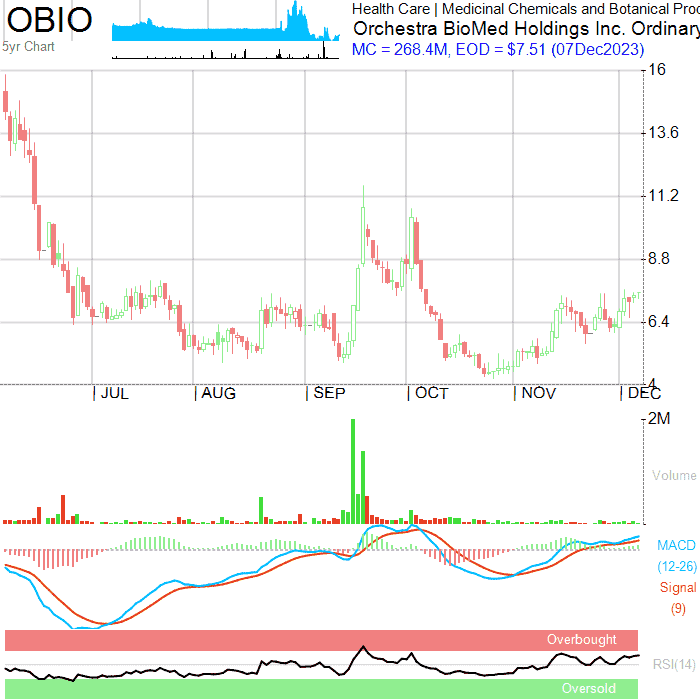 OBIO
5yr Chart
Health Care | Medicinal Chemicals and Botanical Proc
Orchestra BioMed Holdings Inc. Ordinary
MC = 268.4M, EOD = $7.51 (07Dec2023)
16
13.6
11.2
8.8
6.4
4
JUL AUG SEP OCT NOV DEC
2M
Volume
MACD
(12-26)
Signal
(9)
Overbought
RSI(14)
Oversold